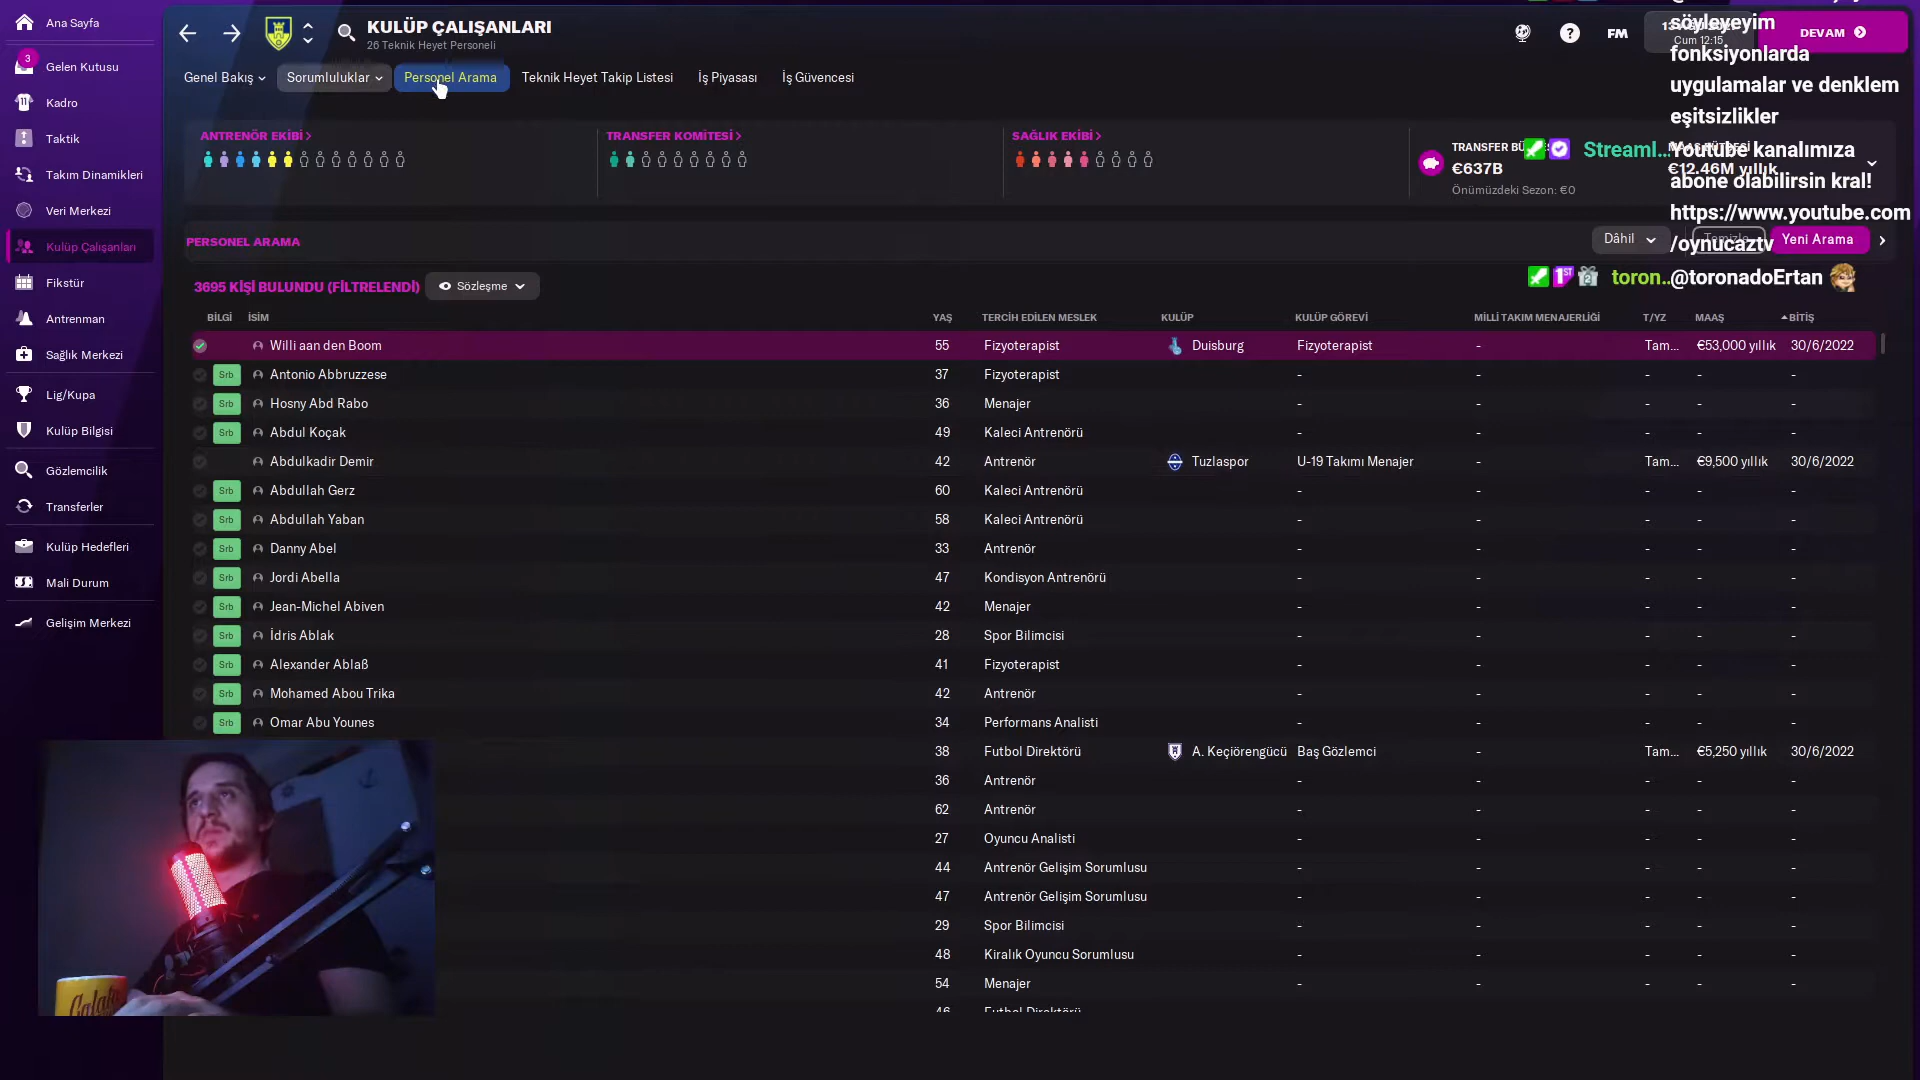 Ana Sayfa
3
Gelen Kutusu
Kadro
Taktik
Takım Dinamikleri
Veri Merkezi
Kulüp Çalışanları
Fikstür
Antrenman
Sağlık Merkezi
Lig/Kupa
Kulüp Bilgisi
Gözlemcilik
Transferler
Kulüp Hedefleri
Mali Durum
Gelişim Merkezi
KULÜP ÇALIŞANLARI
26 Teknik Heyet Personeli
FM
Cum 12:15
DEVAM
Genel Bakış
Sorumluluklar
Personel Arama
Teknik Heyet Takip Listesi
İş Piyasası
İş Güvencesi
söyleyeyim
fonksiyonlarda
uygulamalar ve denklem
eşitsizlikler
Streaml...
Youtube kanalımıza
abone olabilirsin kral!
https://www.youtube.com
/oynucaztv
toron..
@toronadoErtan
ANTRENÖR EKİBİ
TRANSFER KOMİTESİ
SAĞLIK EKİBİ
€637B
Önümüzdeki Sezon: €0
€12.46M yıllık
PERSONEL ARAMA
Dâhil
Temizle
Yeni Arama
3695 KİŞİ BULUNDU (FİLTRELENDİ)
Sözleşme
BİLGİ İSİM YAŞ TERCİH EDİLEN MESLEK KULÜP KULÜP GÖREVİ MİLLİ TAKIM MENAJERLİĞİ T/YZ MAAŞ BİTİŞ
Willi aan den Boom 55 Fizyoterapist Duisburg Fizyoterapist - Tam... €53,000 yıllık 30/6/2022
Srb Antonio Abbruzzese 37 Fizyoterapist - - - - -
Srb Hosny Abd Rabo 36 Menajer - - - - -
Srb Abdul Koçak 49 Kaleci Antrenörü - - - - -
Abdulkadir Demir 42 Antrenör Tuzlaspor U-19 Takımı Menajer - Tam... €9,500 yıllık 30/6/2022
Srb Abdullah Gerz 60 Kaleci Antrenörü - - - - -
Srb Abdullah Yaban 58 Kaleci Antrenörü - - - - -
Srb Danny Abel 33 Antrenör - - - - -
Srb Jordi Abella 47 Kondisyon Antrenörü - - - - -
Srb Jean-Michel Abiven 42 Menajer - - - - -
Srb İdris Ablak 28 Spor Bilimcisi - - - - -
Srb Alexander Ablaß 41 Fizyoterapist - - - - -
Srb Mohamed Abou Trika 42 Antrenör - - - - -
Srb Omar Abu Younes 34 Performans Analisti - - - - -
38 Futbol Direktörü A. Keçiörengücü Baş Gözlemci - Tam... €5,250 yıllık 30/6/2022
36 Antrenör - - - - -
62 Antrenör - - - - -
27 Oyuncu Analisti - - - - -
44 Antrenör Gelişim Sorumlusu - - - - -
47 Antrenör Gelişim Sorumlusu - - - - -
29 Spor Bilimcisi - - - - -
48 Kiralık Oyuncu Sorumlusu - - - - -
54 Menajer - - - - -
46 Futbol Direktörü